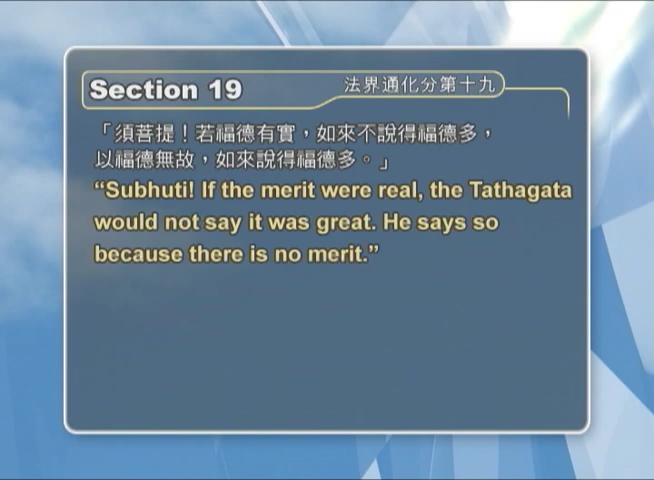 Section 19
法界通化分第十九
「須菩提！若福德有實，如來不說得福德多，
以福德無故，如來說得福德多。」
“Subhuti! If the merit were real, the Tathagata
would not say it was great. He says so
because there is no merit.”